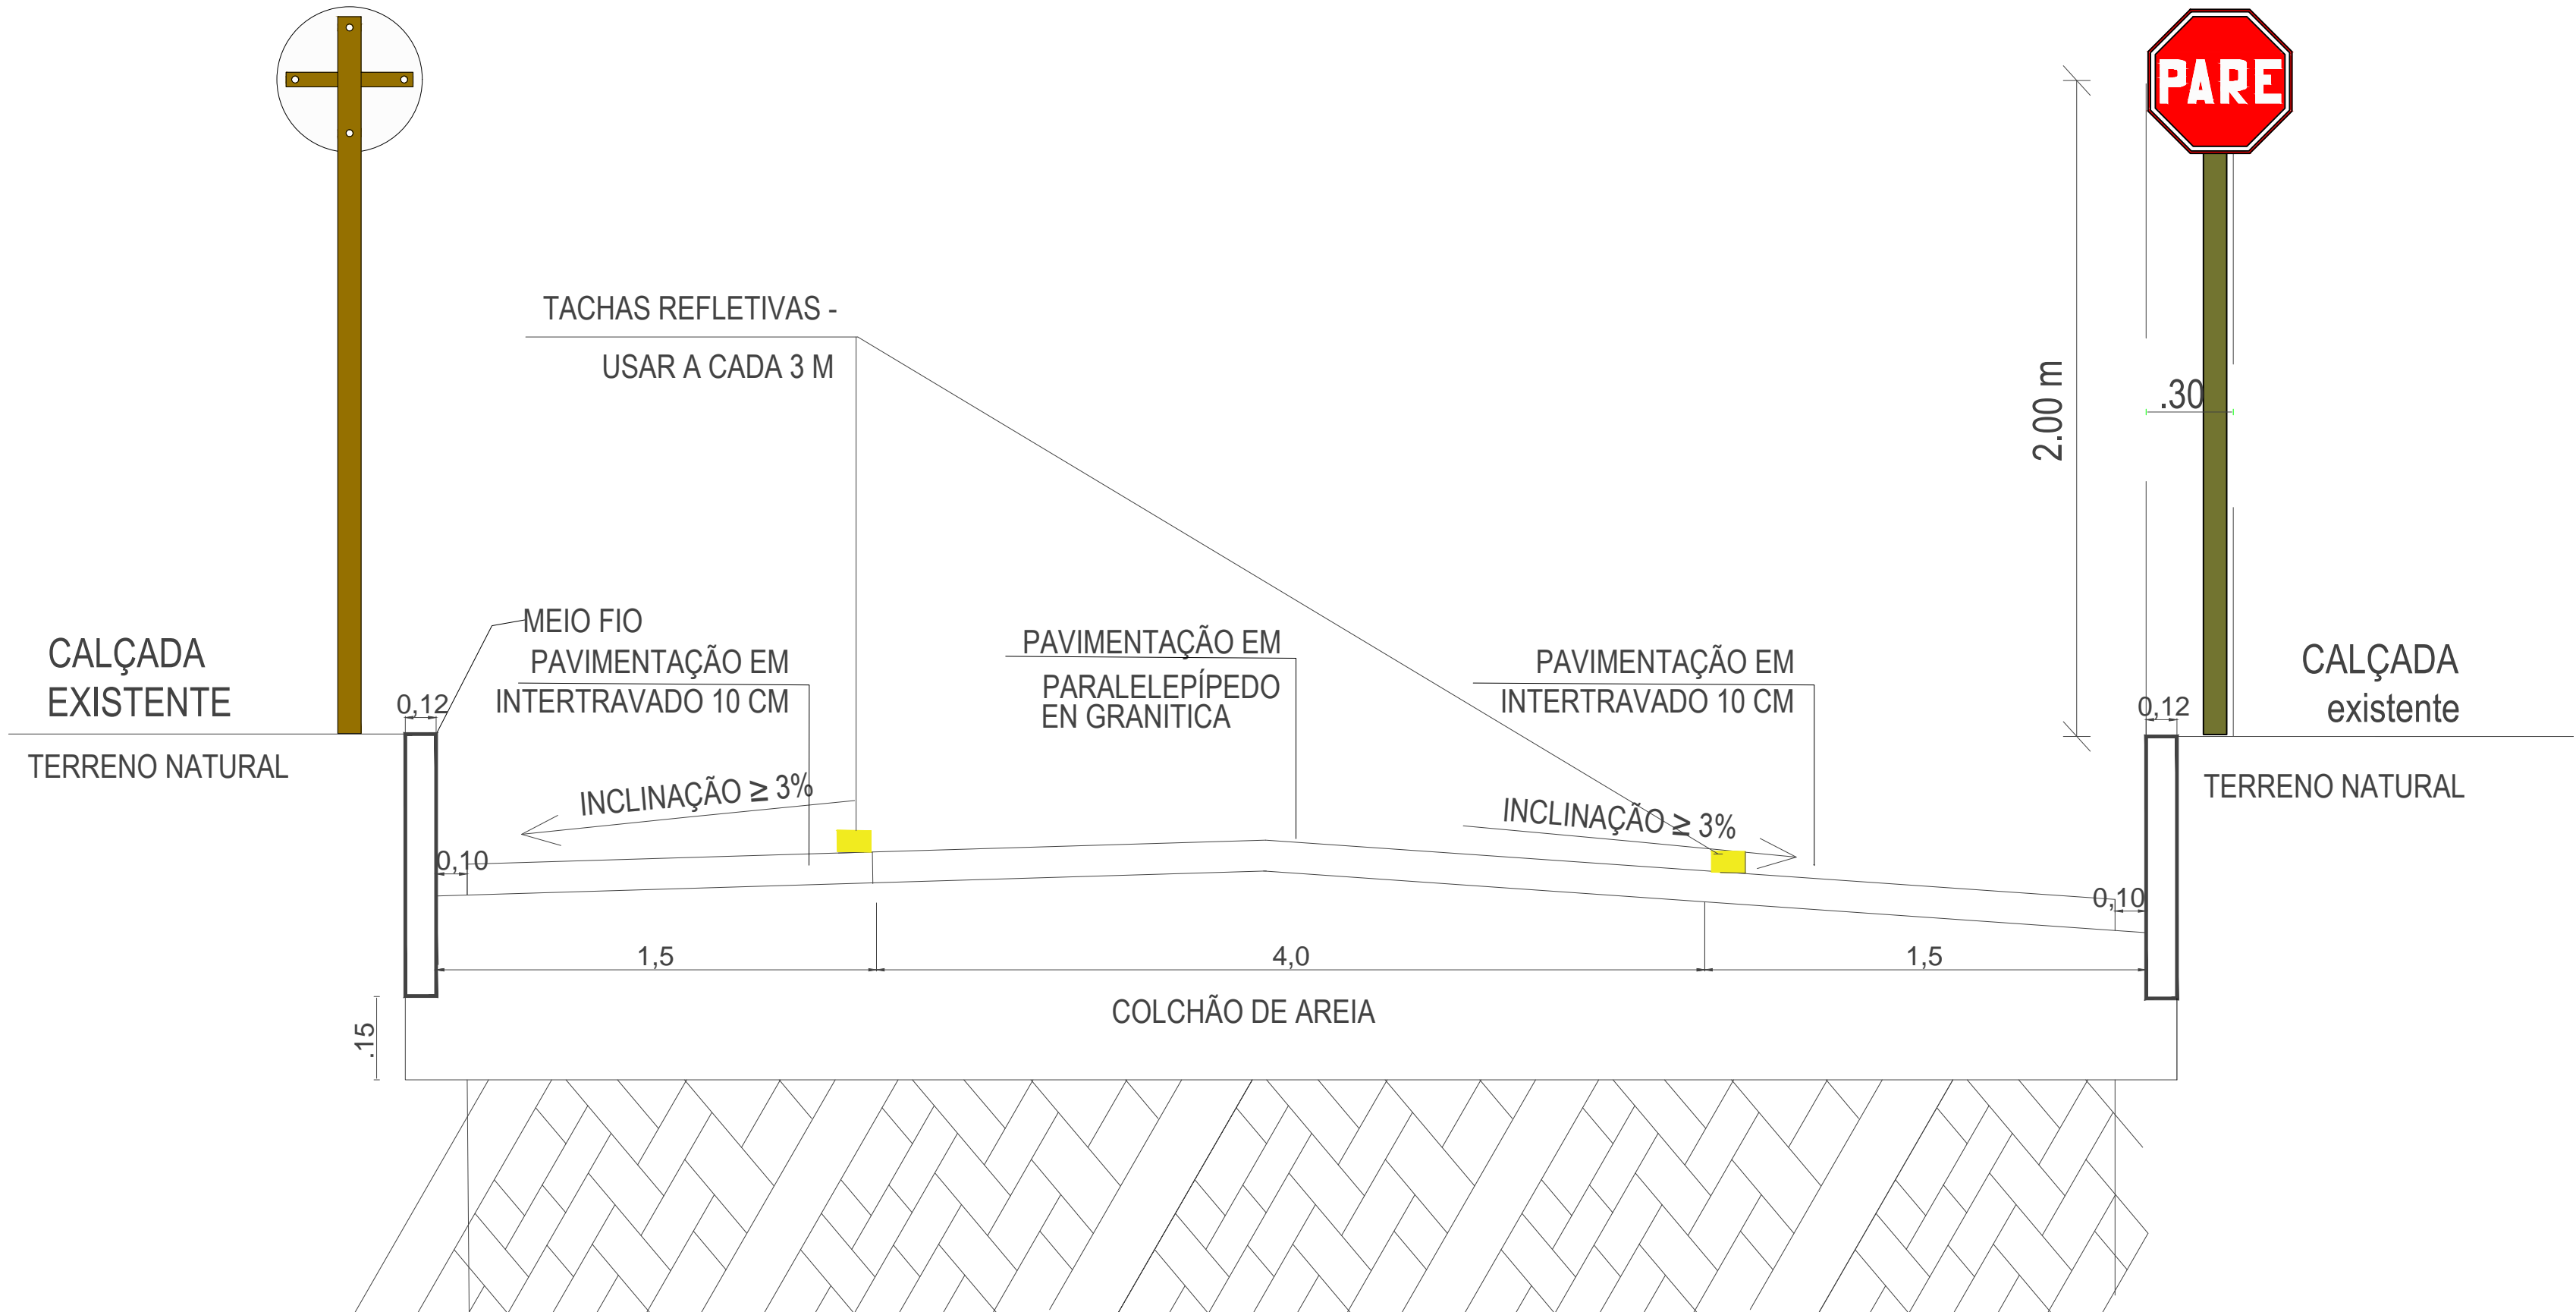 PARE
TACHAS REFLETIVAS -
USAR A CADA 3 M
2.00 m
.30
MEIO FIO
CALÇADA
EXISTENTE
PAVIMENTAÇÃO EM
INTERTRAVADO 10 CM
PAVIMENTAÇÃO EM
PARALELEPÍPEDO
EN GRANITICA
PAVIMENTAÇÃO EM
INTERTRAVADO 10 CM
CALÇADA
existente
0,12
0,12
TERRENO NATURAL
TERRENO NATURAL
INCLINAÇÃO ≥ 3%
INCLINAÇÃO ≥ 3%
0,10
0,10
1,5
4,0
1,5
COLCHÃO DE AREIA
.15